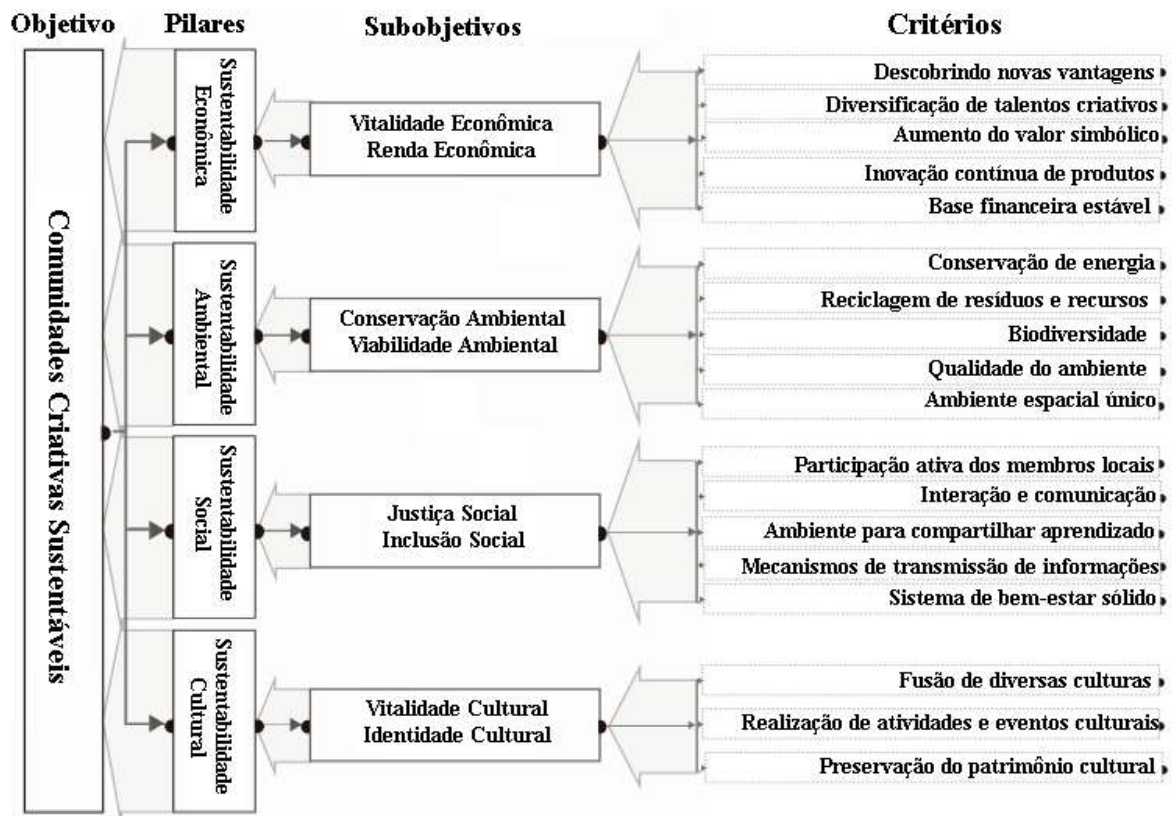 Objetivo
Pilares
Subobjetivos
Critérios
Comunidades Criativas Sustentáveis
Sustentabilidade
Econômica
Vitalidade Econômica
Renda Econômica
Descobrindo novas vantagens
Diversificação de talentos criativos
Aumento do valor simbólico
Inovação contínua de produtos
Base financeira estável
Sustentabilidade
Ambiental
Conservação Ambiental
Viabilidade Ambiental
Conservação de energia
Reciclagem de resíduos e recursos
Biodiversidade
Qualidade do ambiente
Ambiente espacial único
Sustentabilidade
Social
Justiça Social
Inclusão Social
Participação ativa dos membros locais
Interação e comunicação
Ambiente para compartilhar aprendizado
Mecanismos de transmissão de informações
Sistema de bem-estar sólido
Sustentabilidade
Cultural
Vitalidade Cultural
Identidade Cultural
Fusão de diversas culturas
Realização de atividades e eventos culturais
Preservação do patrimônio cultural